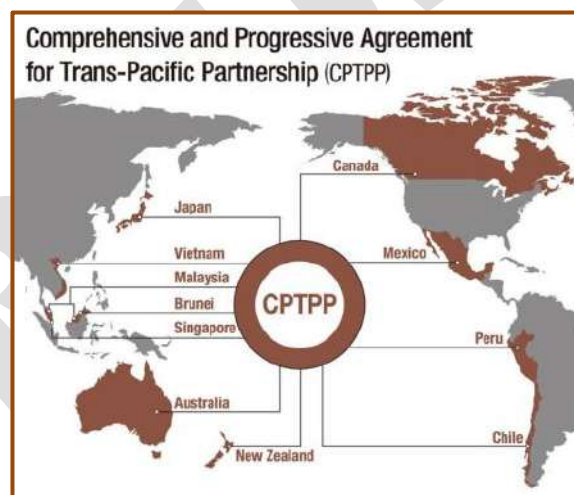 Comprehensive and Progressive Agreement
for Trans-Pacific Partnership (CPTPP)
Canada
Japan
Vietnam
Mexico
Malaysia
Brunei
CPTPP
Singapore
Peru
Australia
Chile
New Zealand